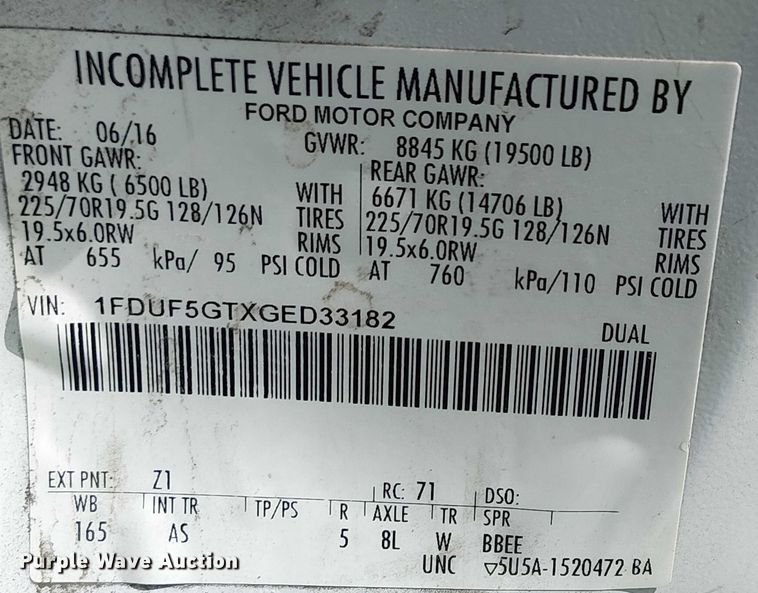 INCOMPLETE VEHICLE MANUFACTURED BY
FORD MOTOR COMPANY
DATE: 06/16 GVWR: 8845 KG (19500 LB)
FRONT GAWR: REAR GAWR:
2948 KG ( 6500 LB) WITH 6671 KG (14706 LB) WITH
225/70R19.5G 128/126N TIRES 225/70R19.5G 128/126N TIRES
19.5x6.0RW RIMS 19.5x6.0RW RIMS
AT 655 kPa/ 95 PSI COLD AT 760 kPa/110 PSI COLD
VIN: 1FDUF5GTXGED33182 DUAL
EXT PNT: Z1 RC: 71 DSO:
WB INT TR TP/PS R AXLE TR SPR
165 AS 5 8L W BBEE
UNC ▽5U5A-1520472 BA
Purple Wave Auction